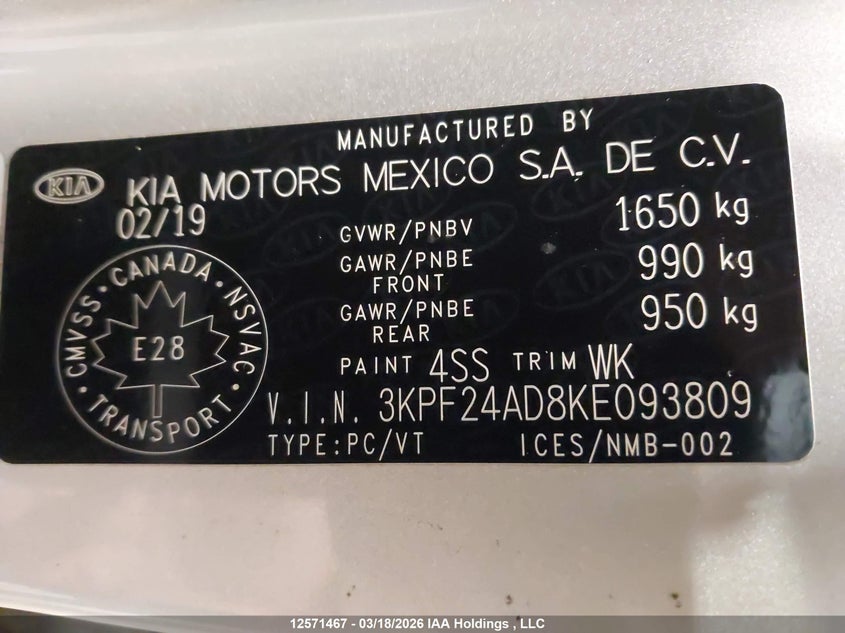 MANUFACTURED BY
KIA KIA MOTORS MEXICO S.A. DE C.V.
02/19
GVWR/PNBV 1650 kg
GAWR/PNBE FRONT 990 kg
GAWR/PNBE REAR 950 kg
PAINT 4SS TRIM WK
V.I.N. 3KPF24AD8KE093809
TYPE:PC/VT ICES/NMB-002
CMVSS · CANADA · NSVAC · TRANSPORT ·
E28
12571467 - 03/18/2026 IAA Holdings , LLC